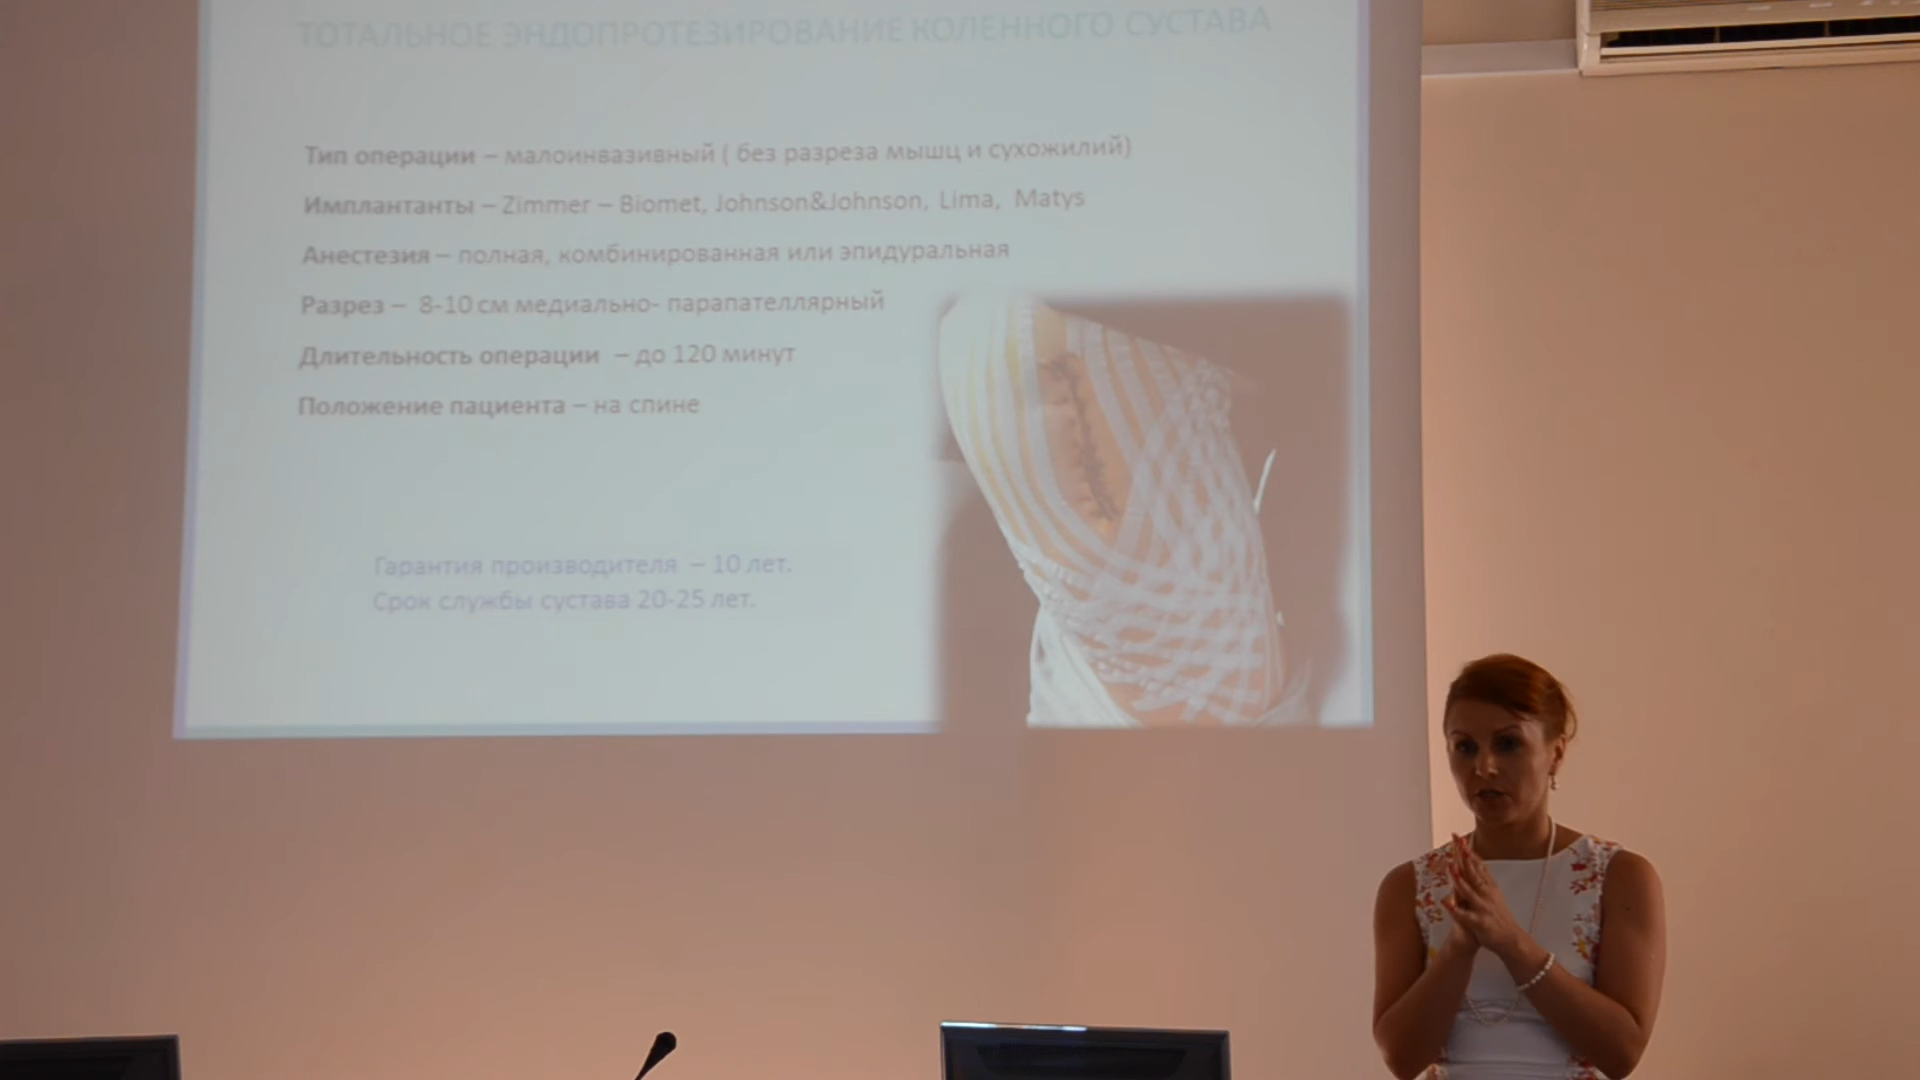 ТОТАЛЬНОЕ ЭНДОПРОТЕЗИРОВАНИЕ КОЛЕННОГО СУСТАВА
Тип операции – малоинвазивный ( без разреза мышц и сухожилий)
Имплантанты – Zimmer – Biomet, Johnson&Johnson, Lima, Matys
Анестезия – полная, комбинированная или эпидуральная
Разрез – 8-10 см медиально- парапателлярный
Длительность операции – до 120 минут
Положение пациента – на спине
Гарантия производителя – 10 лет.
Срок службы сустава 20-25 лет.